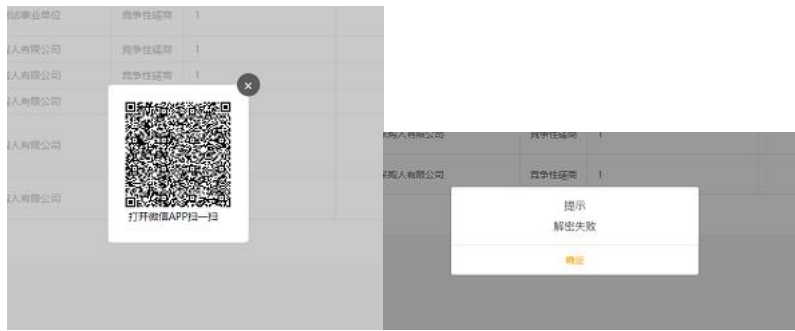 竞争性磋商 1
人有限公司 竞争性磋商 1
人有限公司 竞争性磋商 1
人有限公司
人有限公司
人有限公司
打开微信APP扫一扫
采购人有限公司 竞争性磋商 1
采购人有限公司 竞争性磋商 1
提示
解密失败
确定